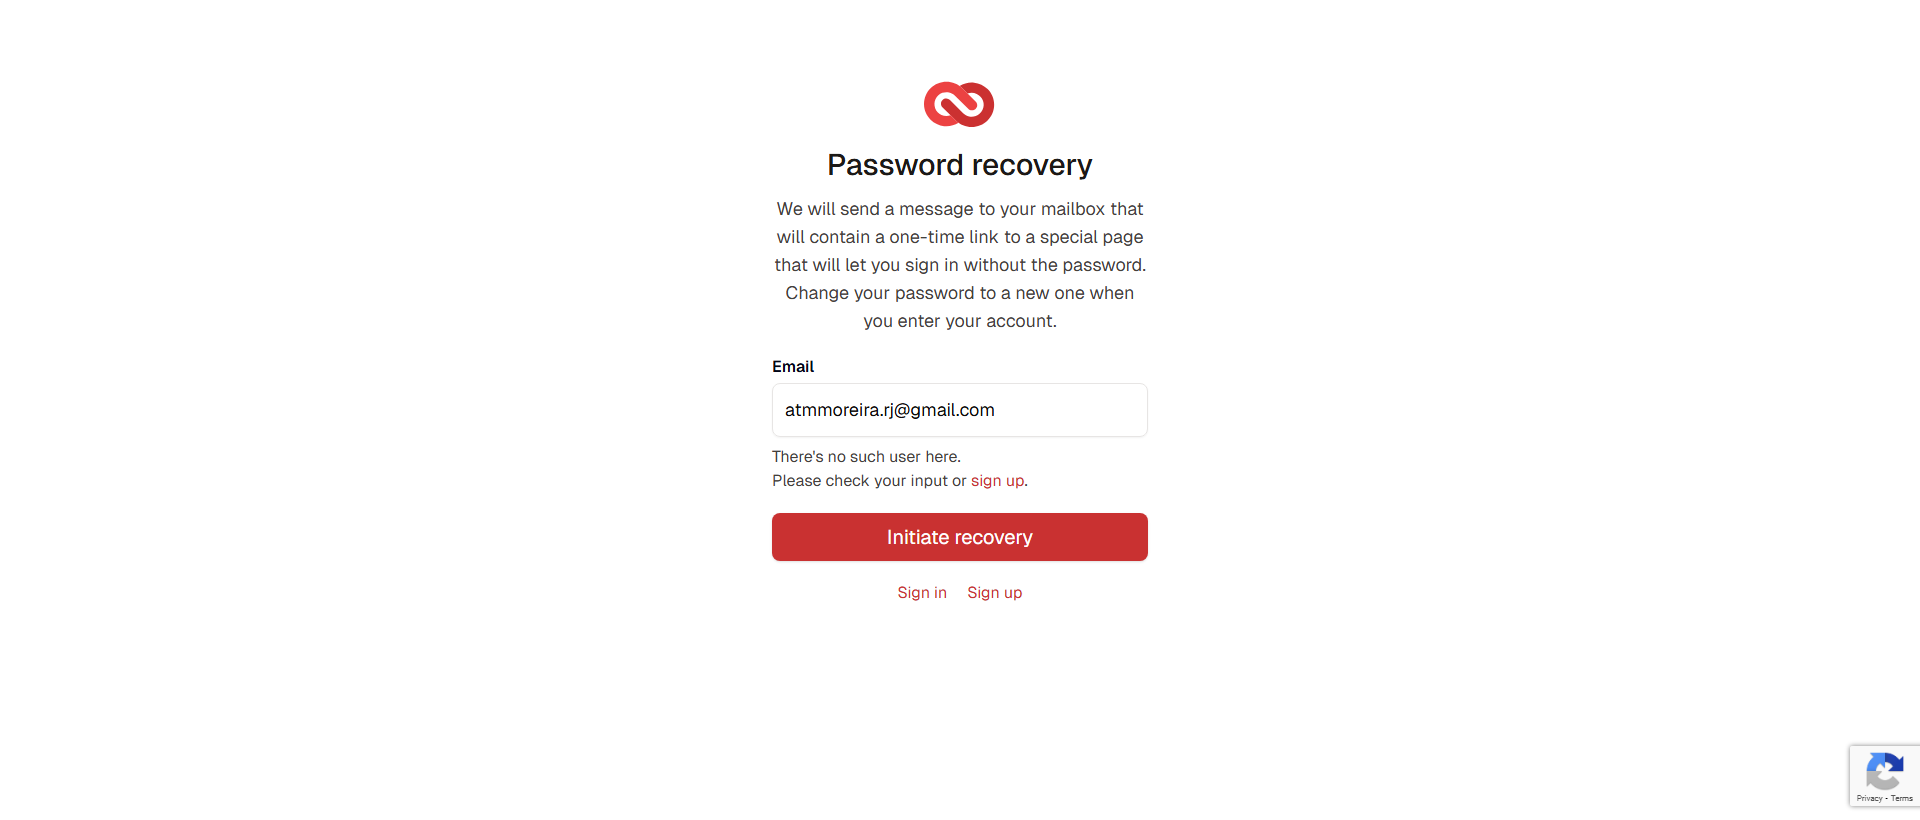 Password recovery
We will send a message to your mailbox that
will contain a one-time link to a special page
that will let you sign in without the password.
Change your password to a new one when
you enter your account.
Email
atmmoreira.rj@gmail.com
There's no such user here.
Please check your input or sign up.
Initiate recovery
Sign in Sign up
Privacy - Terms